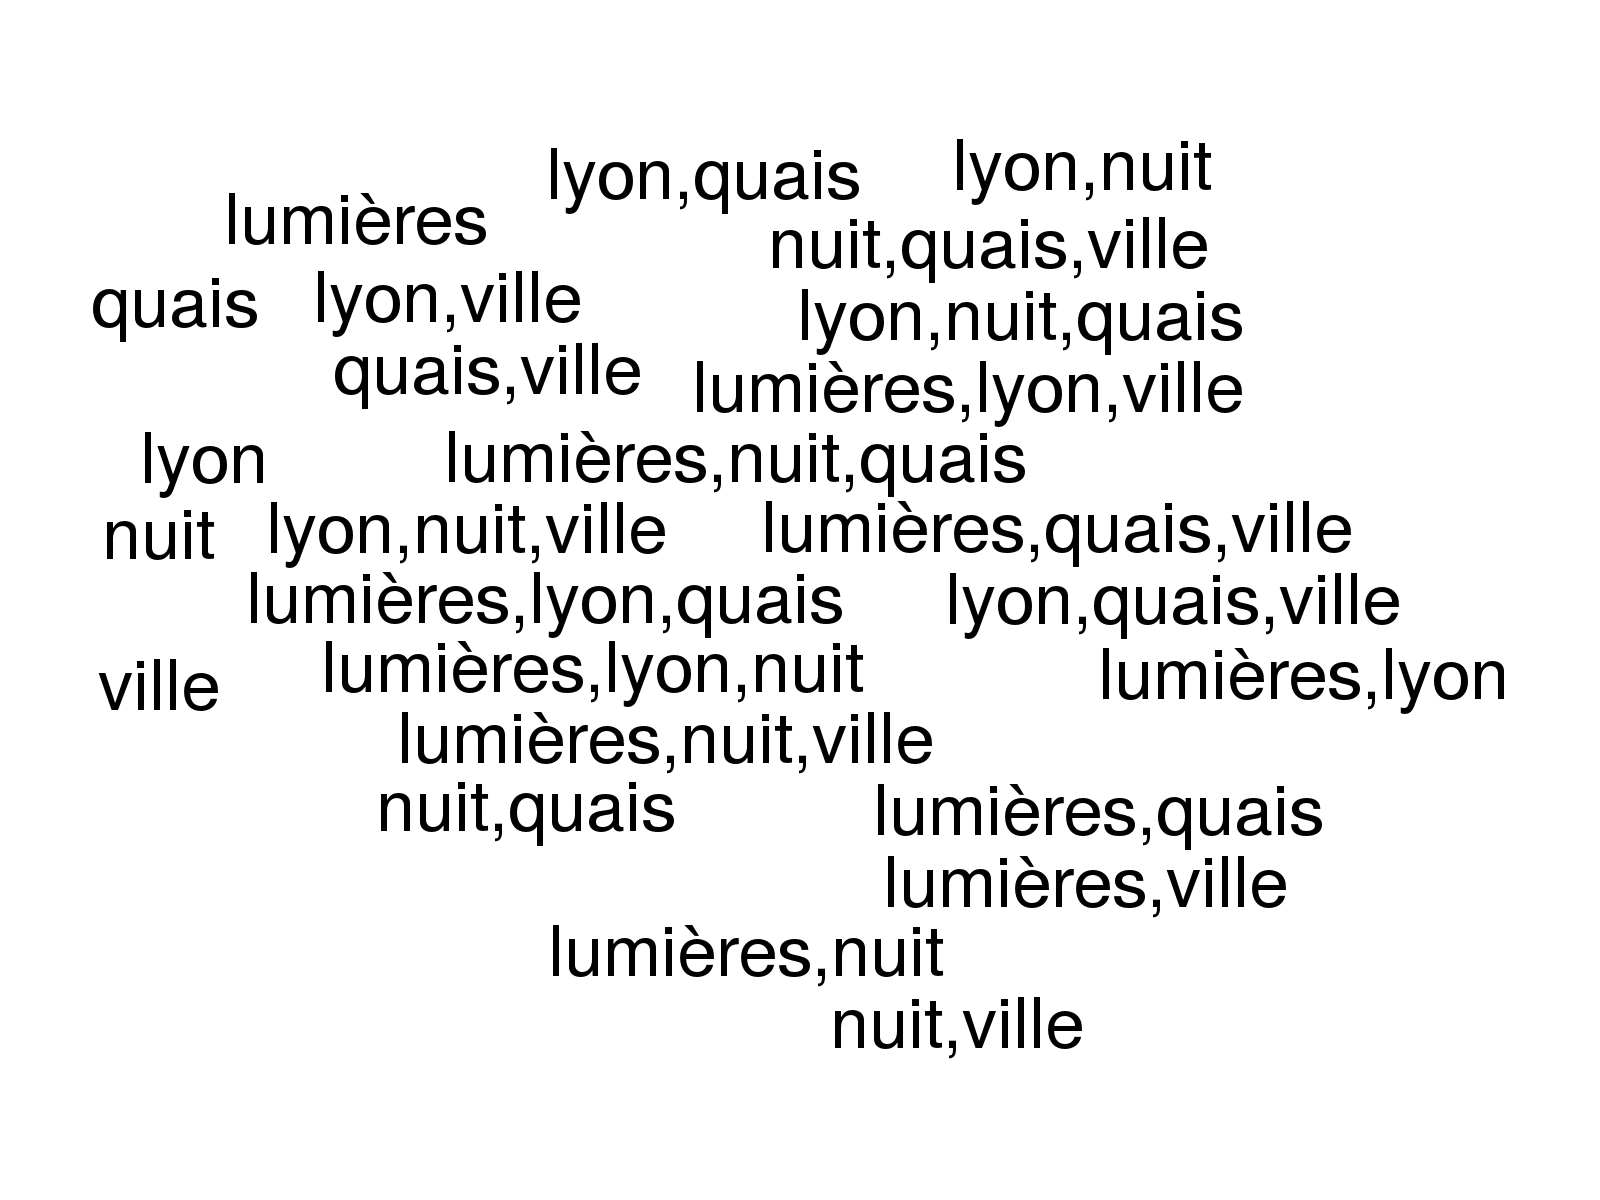 lyon,quais
lyon,nuit
lumières
nuit,quais,ville
quais
lyon,ville
lyon,nuit,quais
quais,ville
lumières,lyon,ville
lyon
lumières,nuit,quais
nuit
lyon,nuit,ville
lumières,quais,ville
lumières,lyon,quais
lyon,quais,ville
ville
lumières,lyon,nuit
lumières,lyon
lumières,nuit,ville
nuit,quais
lumières,quais
lumières,ville
lumières,nuit
nuit,ville